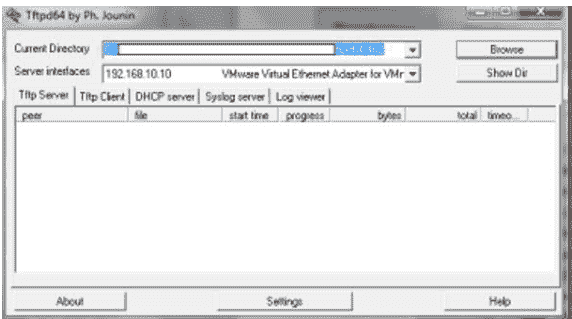 Tftpd64 by Ph. Jounin
Current Directory
Browse
Server interfaces 192.168.10.10 VMware Virtual Ethernet Adapter for VMr
Show Dir
Tftp Server Tftp Client DHCP server Syslog server Log viewer
peer file start time progress bytes total timeo...
About Settings Help